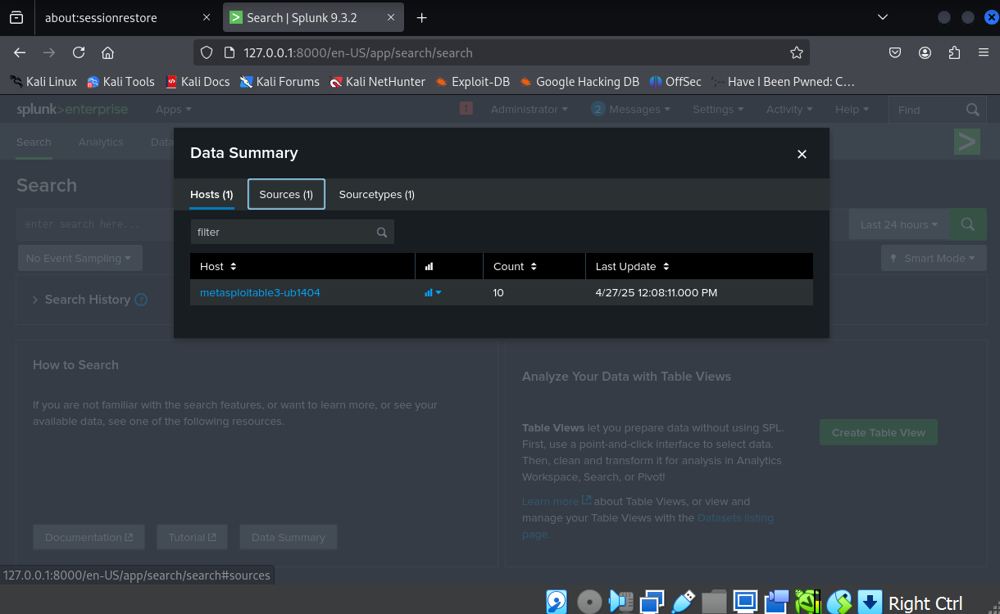 about:sessionrestore
Search | Splunk 9.3.2
127.0.0.1:8000/en-US/app/search/search
Kali Linux Kali Tools Kali Docs Kali Forums Kali NetHunter Exploit-DB Google Hacking DB OffSec Have I Been Pwned: C…
splunk>enterprise Apps Administrator 2 Messages Settings Activity Help Find
Search Analytics Data
Data Summary
Search
Hosts (1) Sources (1) Sourcetypes (1)
enter search here... Last 24 hours
filter
No Event Sampling Smart Mode
Host Count Last Update
metasploitable3-ub1404 10 4/27/25 12:08:11.000 PM
Search History ?
How to Search
If you are not familiar with the search features, or want to learn more, or see your
available data, see one of the following resources.
Documentation Tutorial Data Summary
Analyze Your Data with Table Views
Table Views let you prepare data without using SPL.
First, use a point-and-click interface to select data.
Then, clean and transform it for analysis in Analytics
Workspace, Search, or Pivot!
Learn more about Table Views, or view and
manage your Table Views with the Datasets listing
page.
Create Table View
127.0.0.1:8000/en-US/app/search/search#sources
Right Ctrl